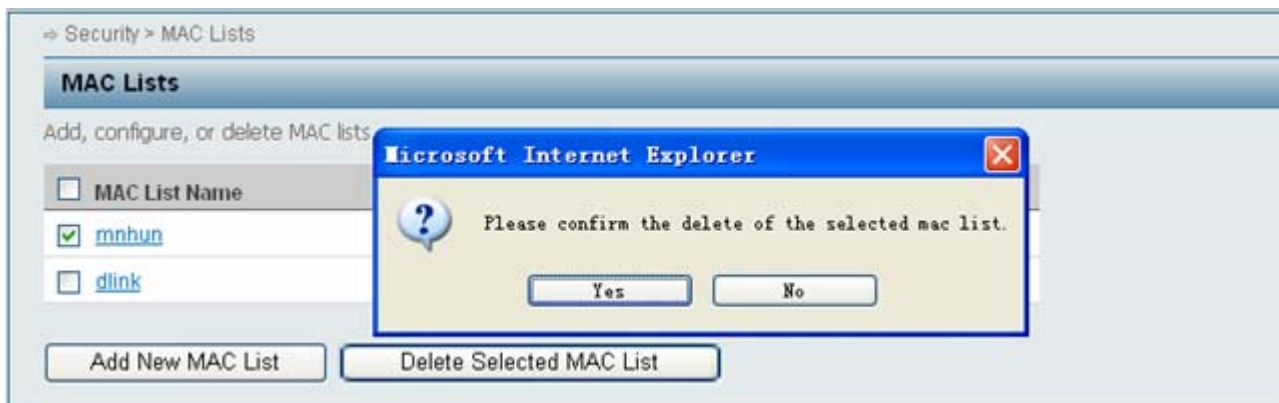 ⇒ Security > MAC Lists
MAC Lists
Add, configure, or delete MAC lists
Microsoft Internet Explorer
Please confirm the delete of the selected mac list.
Yes
No
MAC List Name
mnhun
dlink
Add New MAC List
Delete Selected MAC List